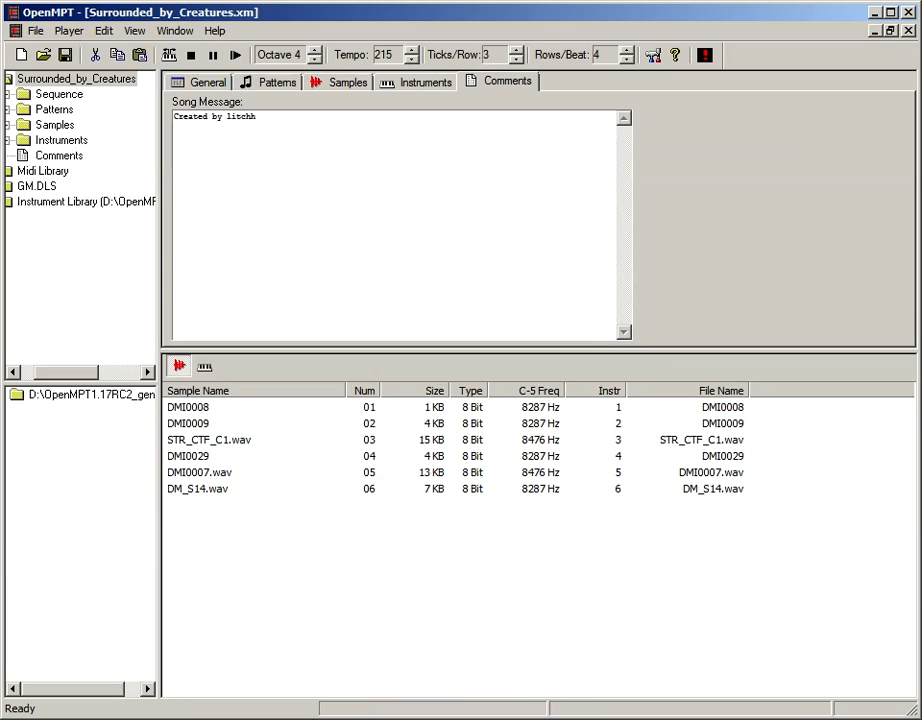 OpenMPT - [Surrounded_by_Creatures.xm]
File Player Edit View Window Help
Octave 4 Tempo: 215 Ticks/Row: 3 Rows/Beat: 4
Surrounded_by_Creatures
Sequence
Patterns
Samples
Instruments
Comments
Midi Library
GM.DLS
Instrument Library (D:\OpenMP
D:\OpenMPT1.17RC2_gen
General Patterns Samples Instruments Comments
Song Message:
Created by litchh
Sample Name Num Size Type C-5 Freq Instr File Name
DMI0008 01 1 KB 8 Bit 8287 Hz 1 DMI0008
DMI0009 02 4 KB 8 Bit 8287 Hz 2 DMI0009
STR_CTF_C1.wav 03 15 KB 8 Bit 8476 Hz 3 STR_CTF_C1.wav
DMI0029 04 4 KB 8 Bit 8287 Hz 4 DMI0029
DMI0007.wav 05 13 KB 8 Bit 8476 Hz 5 DMI0007.wav
DM_S14.wav 06 7 KB 8 Bit 8287 Hz 6 DM_S14.wav
Ready